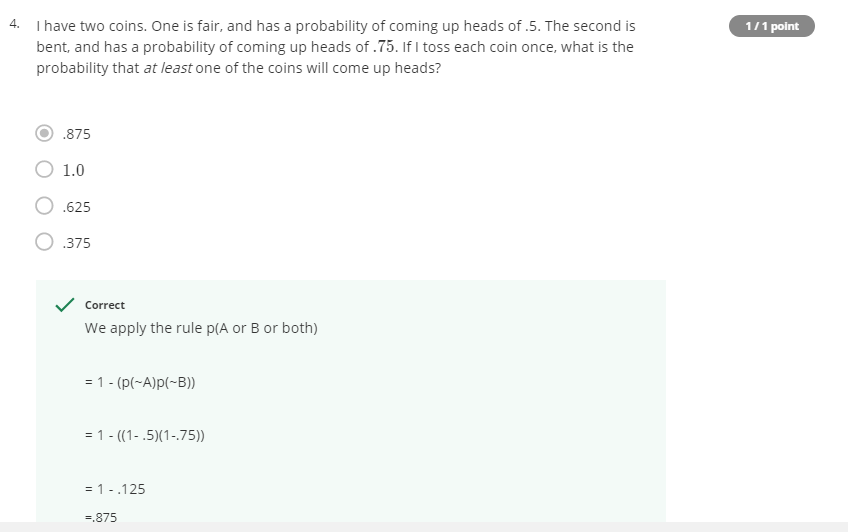 4. I have two coins. One is fair, and has a probability of coming up heads of .5. The second is
1 / 1 point
bent, and has a probability of coming up heads of .75. If I toss each coin once, what is the
probability that at least one of the coins will come up heads?
.875
1.0
.625
.375
Correct
We apply the rule p(A or B or both)
= 1 - (p(~A)p(~B))
= 1 - ((1- .5)(1-.75))
= 1 - .125
=.875